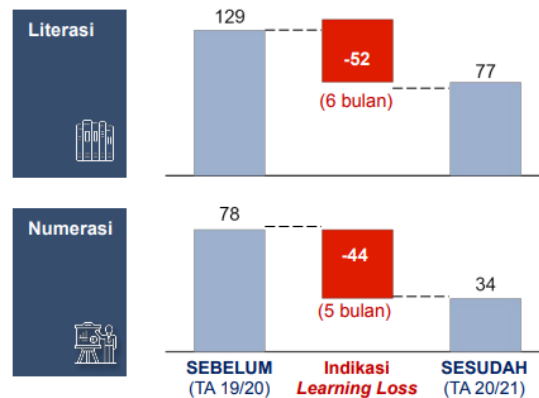 Literasi
129
-52
(6 bulan)
77
Numerasi
78
-44
(5 bulan)
34
SEBELUM
(TA 19/20)
Indikasi
Learning Loss
SESUDAH
(TA 20/21)